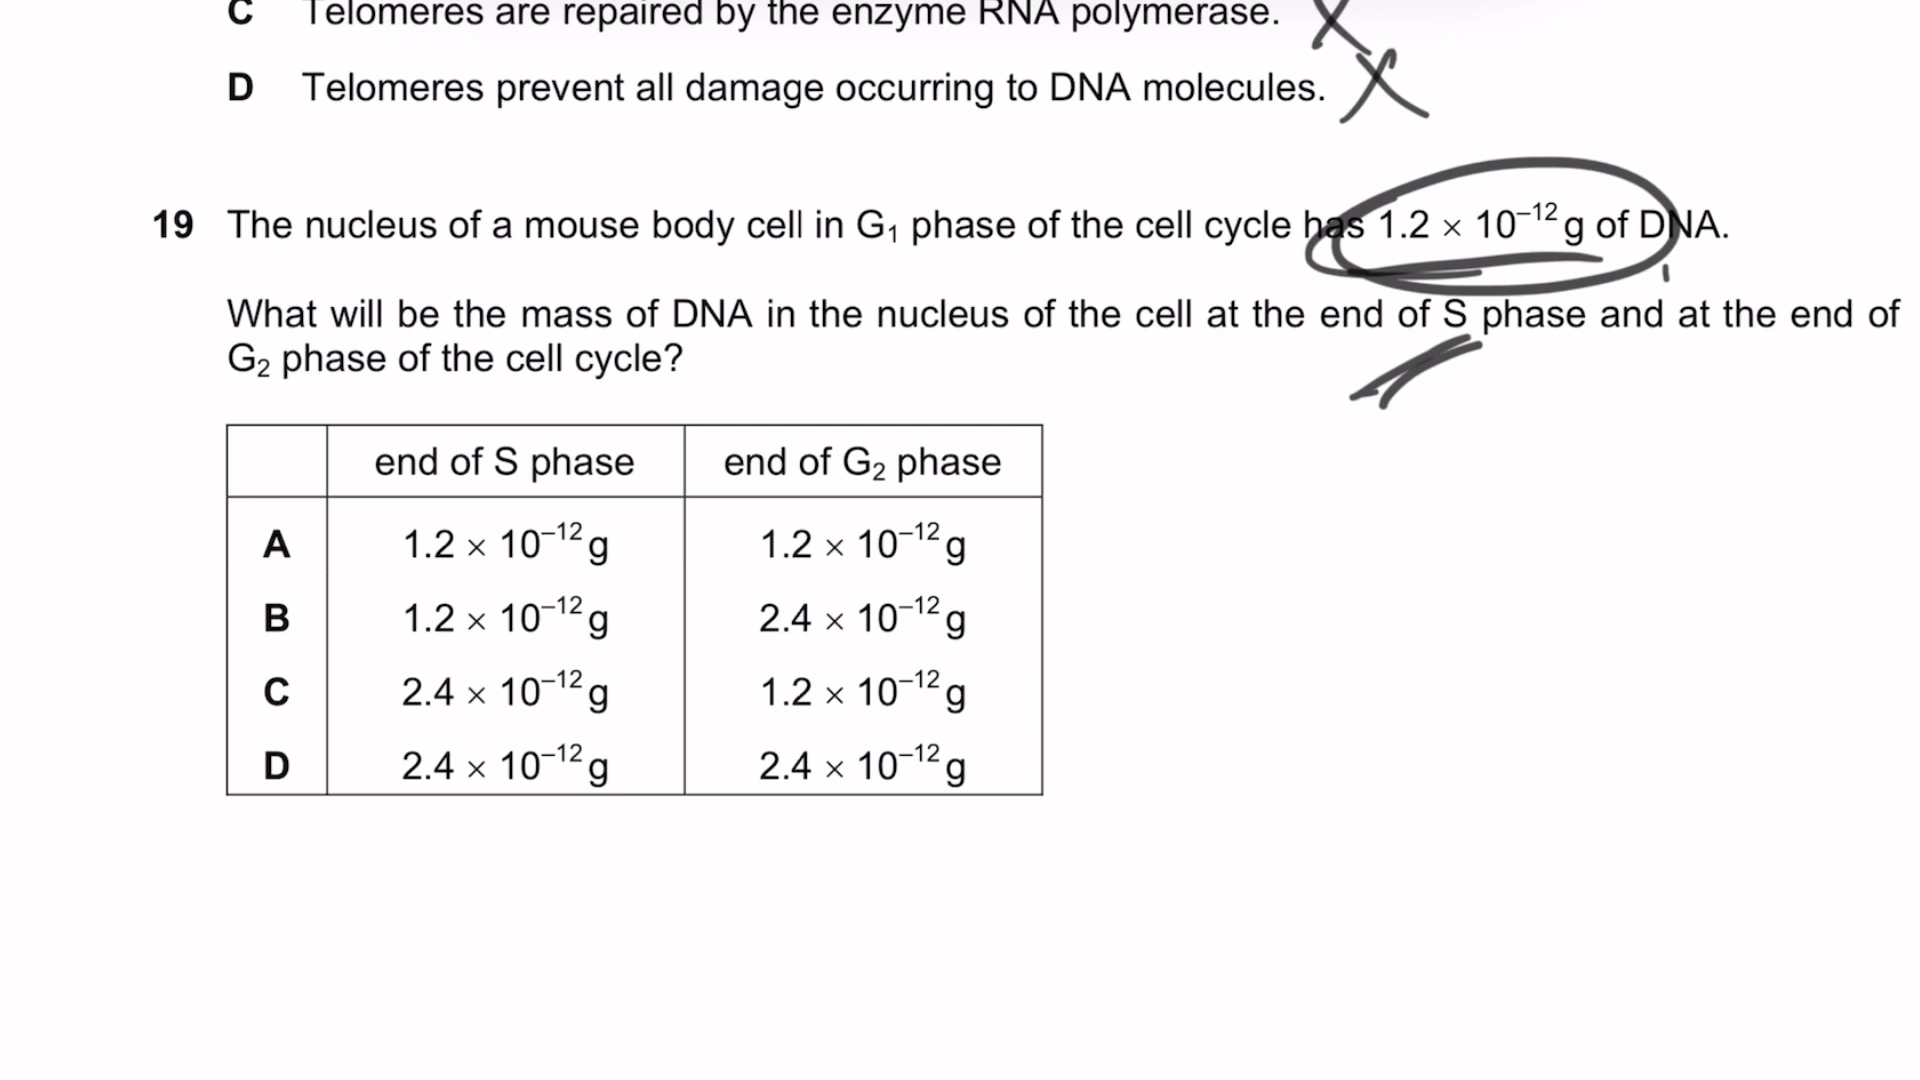 C Telomeres are repaired by the enzyme RNA polymerase.
D Telomeres prevent all damage occurring to DNA molecules.
19 The nucleus of a mouse body cell in G₁ phase of the cell cycle has 1.2 × 10⁻¹² g of DNA.
What will be the mass of DNA in the nucleus of the cell at the end of S phase and at the end of
G₂ phase of the cell cycle?
end of S phase end of G₂ phase
A 1.2 × 10⁻¹² g 1.2 × 10⁻¹² g
B 1.2 × 10⁻¹² g 2.4 × 10⁻¹² g
C 2.4 × 10⁻¹² g 1.2 × 10⁻¹² g
D 2.4 × 10⁻¹² g 2.4 × 10⁻¹² g